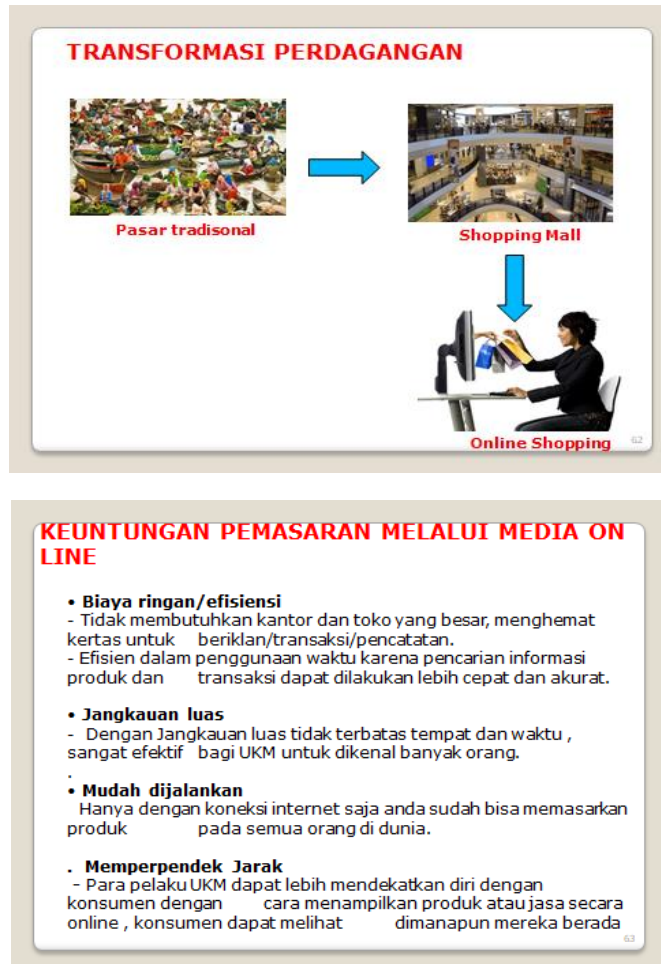 TRANSFORMASI PERDAGANGAN
Pasar tradisonal
Shopping Mall
Online Shopping
62
KEUNTUNGAN PEMASARAN MELALUI MEDIA ON
LINE
• Biaya ringan/efisiensi
- Tidak membutuhkan kantor dan toko yang besar, menghemat
kertas untuk beriklan/transaksi/pencatatan.
- Efisien dalam penggunaan waktu karena pencarian informasi
produk dan transaksi dapat dilakukan lebih cepat dan akurat.
• Jangkauan luas
- Dengan Jangkauan luas tidak terbatas tempat dan waktu ,
sangat efektif bagi UKM untuk dikenal banyak orang.
.
• Mudah dijalankan
Hanya dengan koneksi internet saja anda sudah bisa memasarkan
produk pada semua orang di dunia.
. Memperpendek Jarak
- Para pelaku UKM dapat lebih mendekatkan diri dengan
konsumen dengan cara menampilkan produk atau jasa secara
online , konsumen dapat melihat dimanapun mereka berada
63